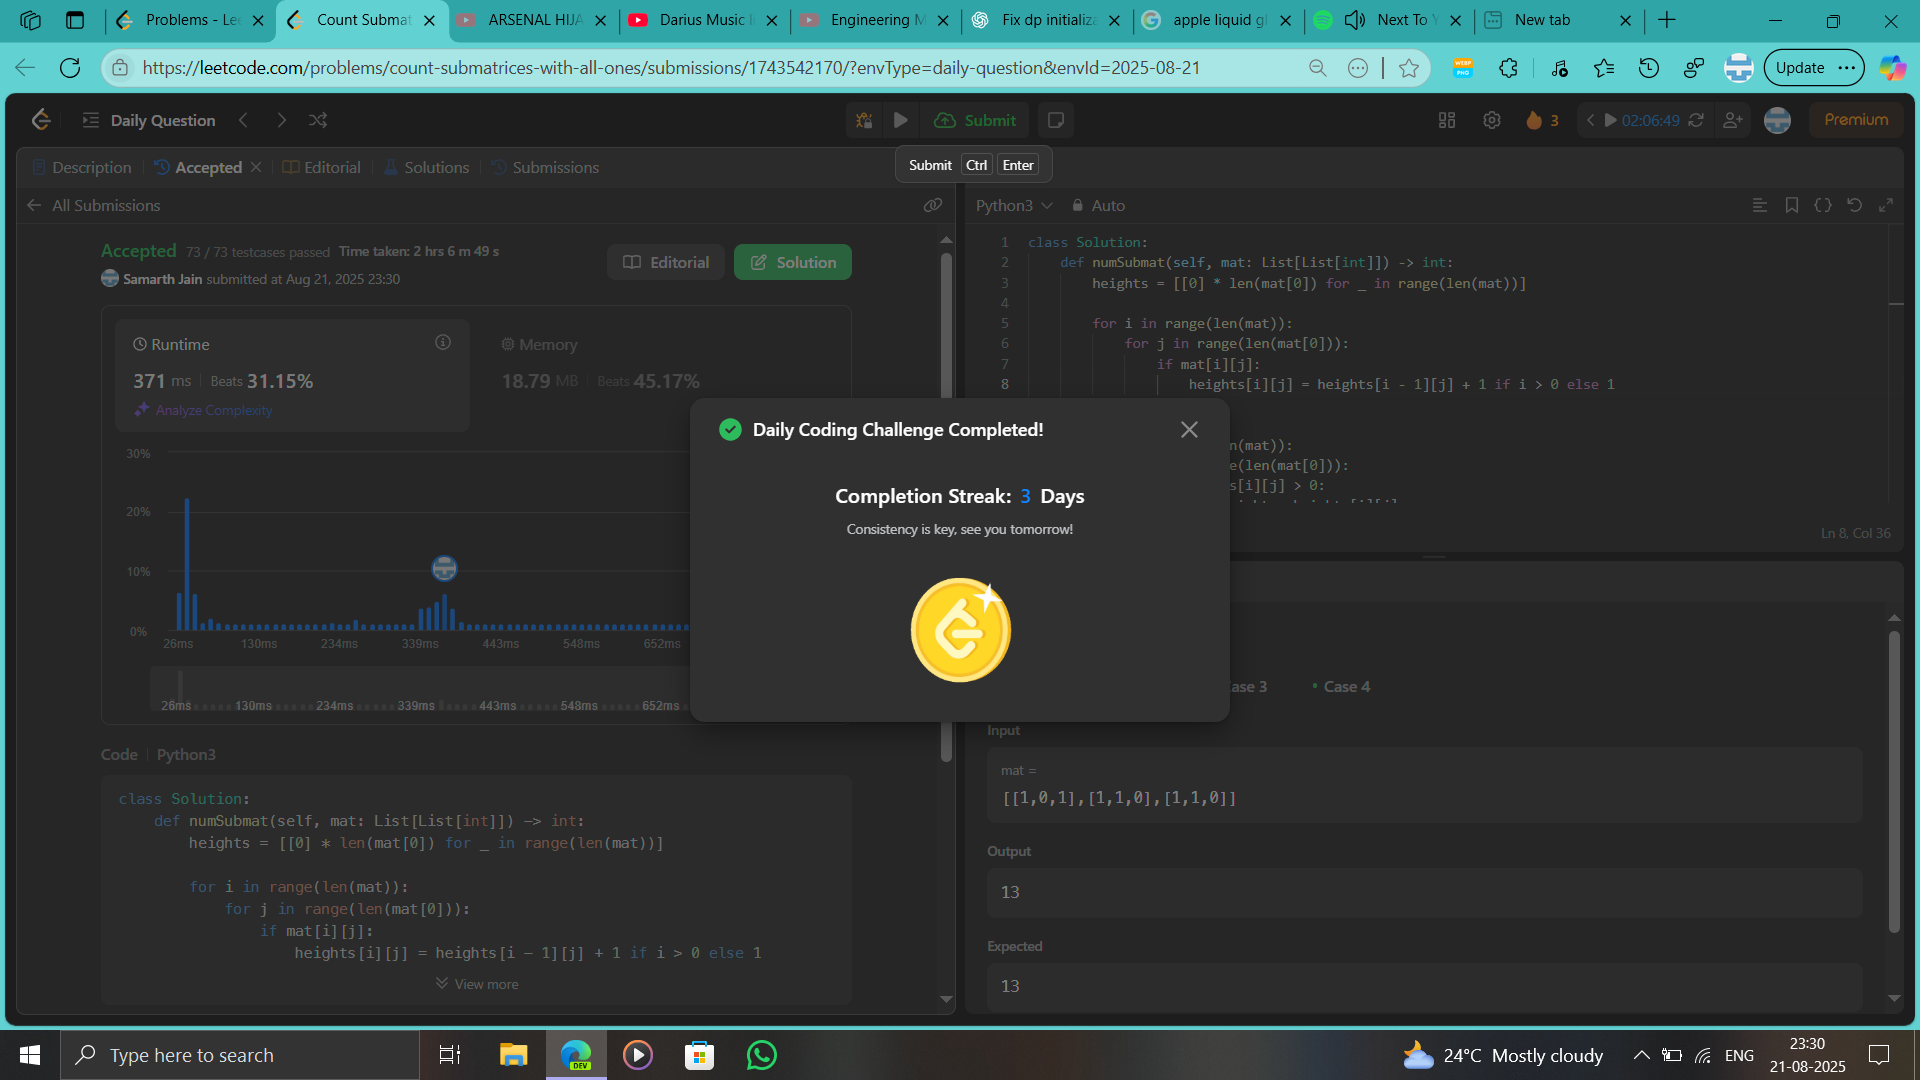 Problems - Le
Count Submat
ARSENAL HIJA
Darius Music I
Engineering M
Fix dp initializa
apple liquid gl
Next To Y
New tab
https://leetcode.com/problems/count-submatrices-with-all-ones/submissions/1743542170/?envType=daily-question&envId=2025-08-21
WEBP PNG
Update
Daily Question
Submit
3
02:06:49
Premium
Submit Ctrl Enter
Description
Accepted
Editorial
Solutions
Submissions
All Submissions
Accepted 73 / 73 testcases passed Time taken: 2 hrs 6 m 49 s
Samarth Jain submitted at Aug 21, 2025 23:30
Editorial
Solution
Runtime
371 ms Beats 31.15%
Analyze Complexity
Memory
18.79 MB Beats 45.17%
30%
20%
10%
0%
26ms 130ms 234ms 339ms 443ms 548ms 652ms
26ms 130ms 234ms 339ms 443ms 548ms 652ms
Code Python3
class Solution:
def numSubmat(self, mat: List[List[int]]) -> int:
heights = [[0] * len(mat[0]) for _ in range(len(mat))]
for i in range(len(mat)):
for j in range(len(mat[0])):
if mat[i][j]:
heights[i][j] = heights[i - 1][j] + 1 if i > 0 else 1
View more
Python3
Auto
1 class Solution:
2 def numSubmat(self, mat: List[List[int]]) -> int:
3 heights = [[0] * len(mat[0]) for _ in range(len(mat))]
4
5 for i in range(len(mat)):
6 for j in range(len(mat[0])):
7 if mat[i][j]:
8 heights[i][j] = heights[i - 1][j] + 1 if i > 0 else 1
n(mat)):
e(len(mat[0])):
s[i][j] > 0:
Ln 8, Col 36
Daily Coding Challenge Completed!
Completion Streak: 3 Days
Consistency is key, see you tomorrow!
ase 3
Case 4
Input
mat =
[[1,0,1],[1,1,0],[1,1,0]]
Output
13
Expected
13
Type here to search
DEV
24°C Mostly cloudy
ENG
23:30
21-08-2025